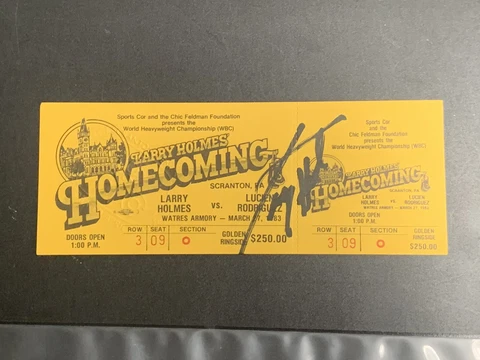 Sports Cor and the Chic Feldman Foundation
presents the
World Heavyweight Championship (WBC)
LARRY HOLMES'
HOMECOMING
SCRANTON, PA
LARRY HOLMES VS. LUCIEN RODRIGUEZ
WATRES ARMORY — MARCH
DOORS OPEN
1:00 P.M.
ROW SEAT SECTION
3 09 O
GOLDEN
RINGSIDE $250.00
Sports Cor
and the
Chic Feldman Foundation
presents the
World Heavyweight Championship (WBC)
LARRY HOLMES'
HOMECOMING
SCRANTON, PA
LARRY HOLMES VS. LUCIEN RODRIGUEZ
WATRES ARMORY — MARCH
DOORS OPEN
1:00 P.M.
ROW SEAT SECTION
3 09 O
GOLDEN
RINGSIDE
$250.00